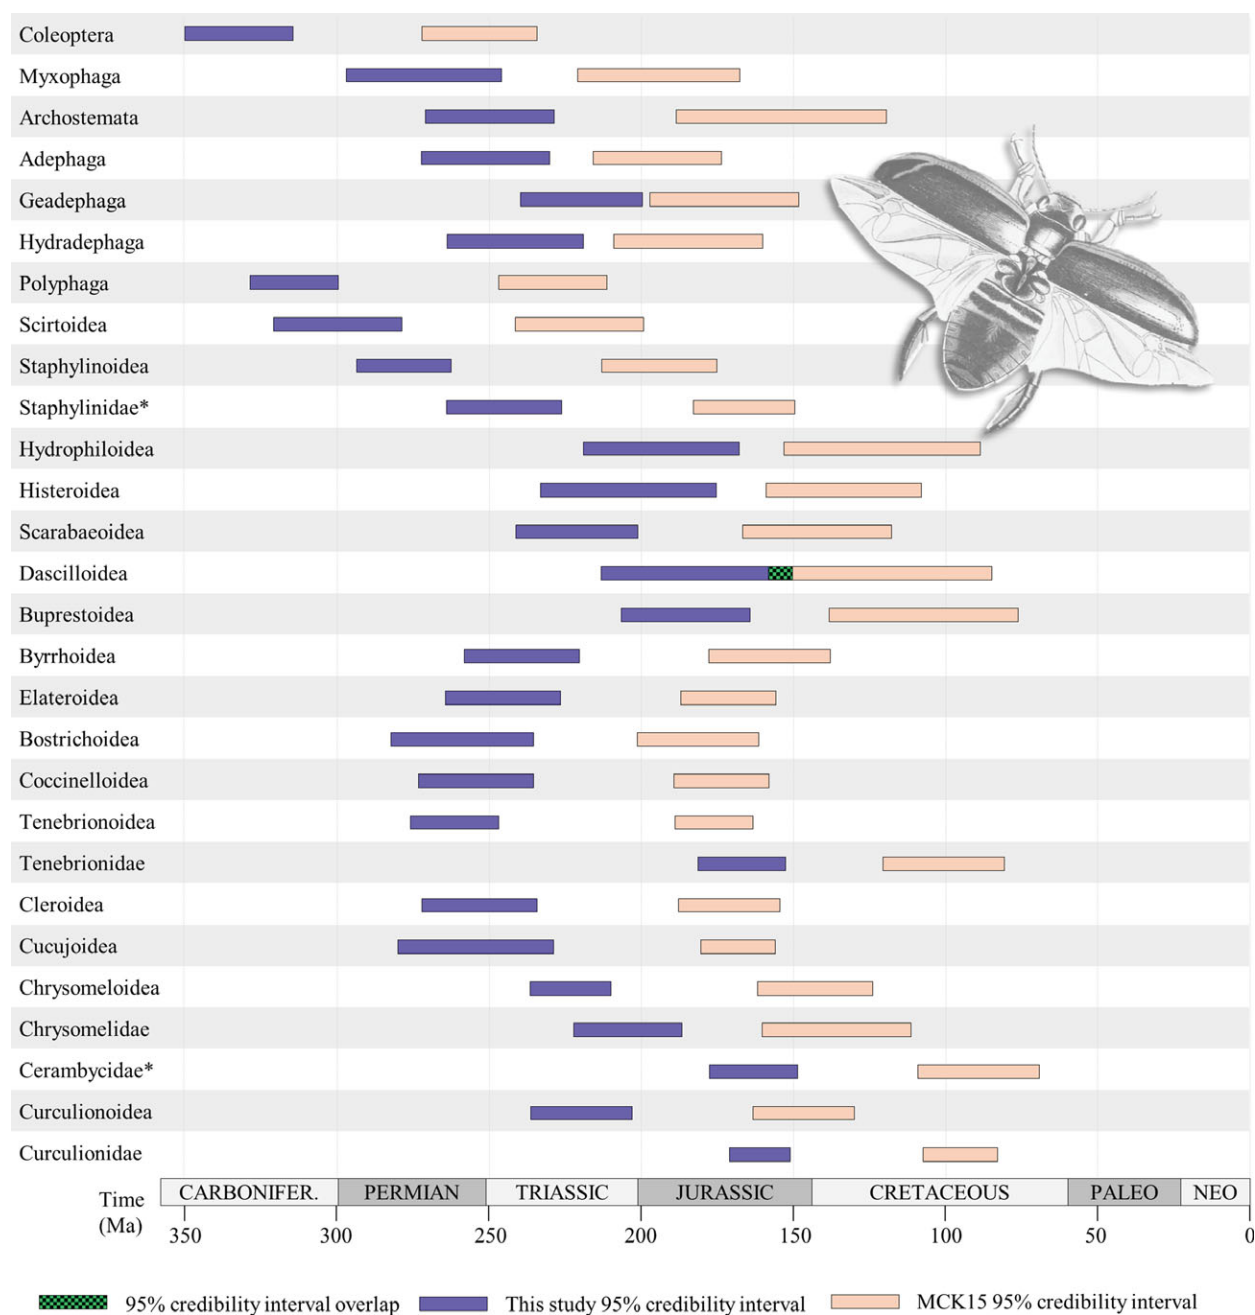 Coleoptera
Myxophaga
Archostemata
Adephaga
Geadephaga
Hydradephaga
Polyphaga
Scirtoidea
Staphylinoidea
Staphylinidae*
Hydrophiloidea
Histeroidea
Scarabaeoidea
Dascilloidea
Buprestoidea
Byrrhoidea
Elateroidea
Bostrichoidea
Coccinelloidea
Tenebrionoidea
Tenebrionidae
Cleroidea
Cucujoidea
Chrysomeloidea
Chrysomelidae
Cerambycidae*
Curculionoidea
Curculionidae
Time (Ma)
CARBONIFER. PERMIAN TRIASSIC JURASSIC CRETACEOUS PALEO NEO
350 300 250 200 150 100 50 0
95% credibility interval overlap This study 95% credibility interval MCK15 95% credibility interval